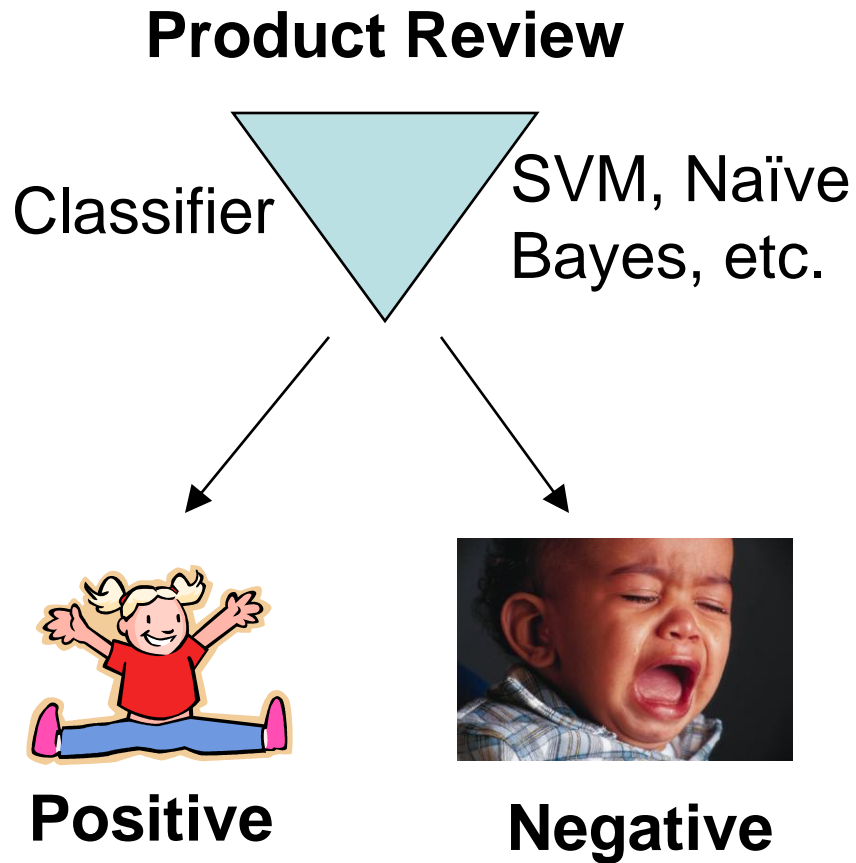 Product Review
Classifier
SVM, Naïve
Bayes, etc.
Positive
Negative